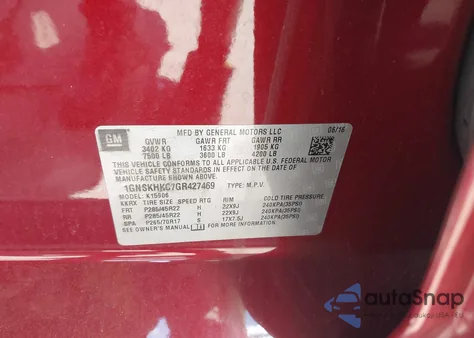 GM
MFD BY GENERAL MOTORS LLC 06/16
GVWR GAWR FRT GAWR RR
3402 KG 1633 KG 1905 KG
7500 LB 3600 LB 4200 LB
THIS VEHICLE CONFORMS TO ALL APPLICABLE U.S. FEDERAL MOTOR
VEHICLE SAFETY STANDARDS IN EFFECT ON THE DATE OF
MANUFACTURE SHOWN ABOVE.
1GNSKHKC7GR427469 TYPE: M.P.V.
MODEL:
TIRE SIZE SPEED RTG RIM COLD TIRE PRESSURE
FRT P285/45R22 H 22X9J 240KPA(35PSI)
RR P285/45R22 H 22X9J 240KPA(35PSI)
SPA P265/70R17 S 17X7.5J 240KPA(35PSI)
SEE OWNER'S MANUAL FOR MORE INFORMATION.
autoSnap